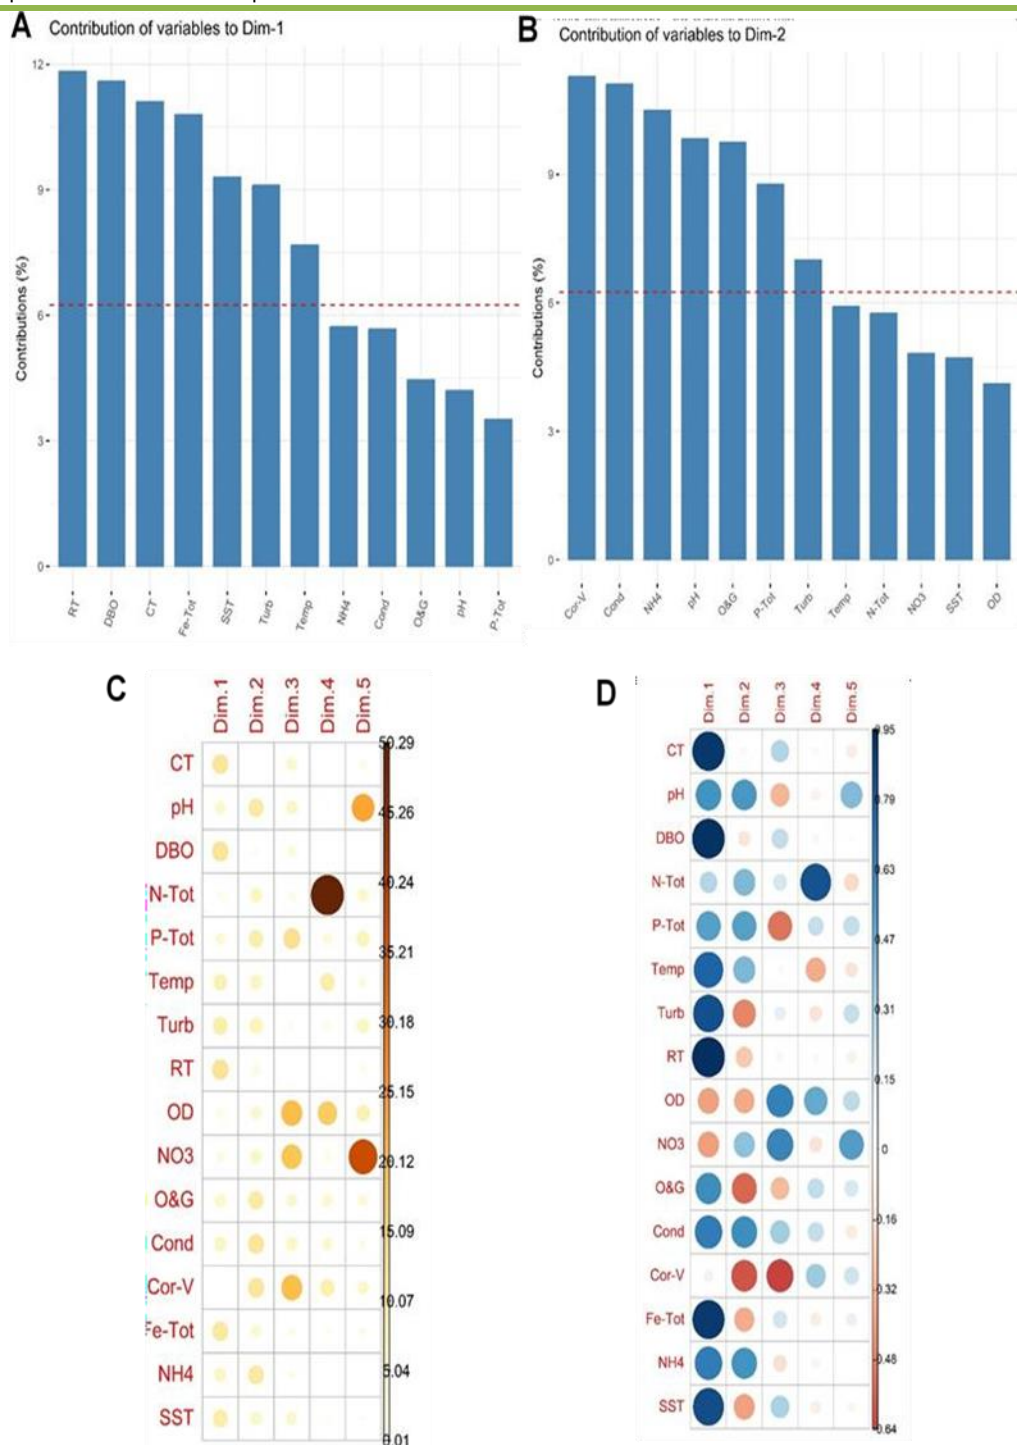 A
Contribution of variables to Dim-1
Contributions (%)
12
9
6
3
0
RT DBO CT Fe-Tot SST Turb Temp NH4 Cond O&G pH P-Tot
B
Contribution of variables to Dim-2
Contributions (%)
9
6
3
0
Cor-V Cond NH4 pH O&G P-Tot Turb Temp N-Tot NO3 SST OD
C
Dim.1 Dim.2 Dim.3 Dim.4 Dim.5
CT
pH
DBO
N-Tot
P-Tot
Temp
Turb
RT
OD
NO3
O&G
Cond
Cor-V
Fe-Tot
NH4
SST
50.29
45.26
40.24
35.21
30.18
25.15
20.12
15.09
10.07
5.04
0.01
D
Dim.1 Dim.2 Dim.3 Dim.4 Dim.5
CT
pH
DBO
N-Tot
P-Tot
Temp
Turb
RT
OD
NO3
O&G
Cond
Cor-V
Fe-Tot
NH4
SST
0.95
0.79
0.63
0.47
0.31
0.15
0
-0.16
-0.32
-0.48
-0.64